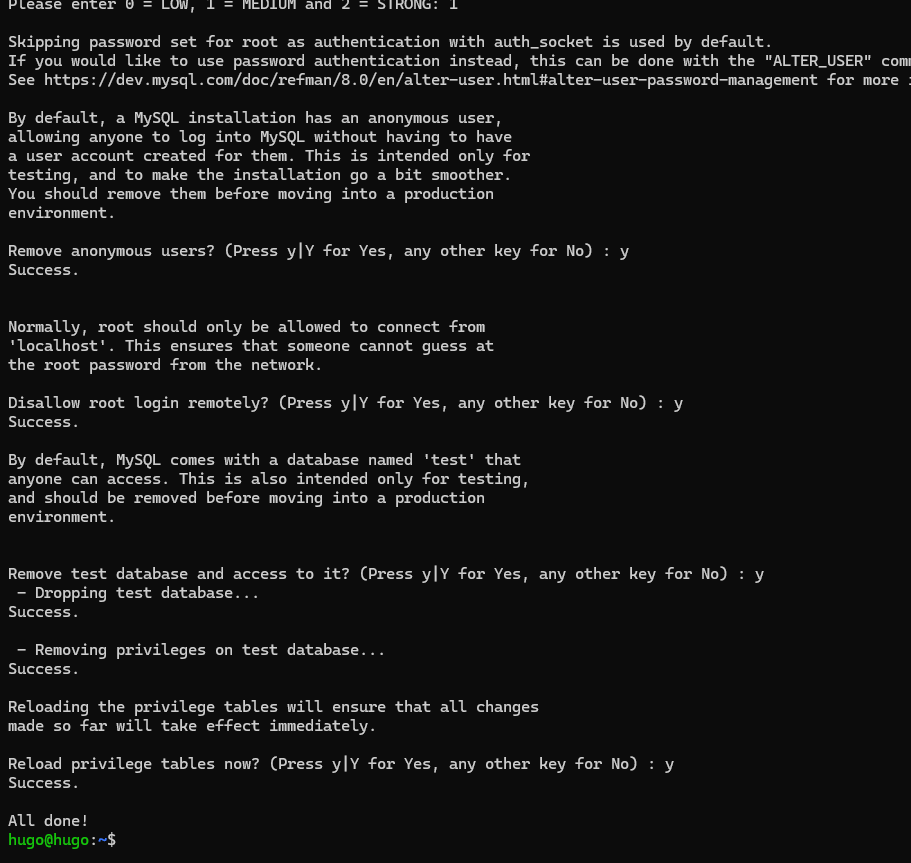 Please enter 0 = LOW, 1 = MEDIUM and 2 = STRONG: 1
Skipping password set for root as authentication with auth_socket is used by default.
If you would like to use password authentication instead, this can be done with the "ALTER_USER"
See https://dev.mysql.com/doc/refman/8.0/en/alter-user.html#alter-user-password-management for more
By default, a MySQL installation has an anonymous user,
allowing anyone to log into MySQL without having to have
a user account created for them. This is intended only for
testing, and to make the installation go a bit smoother.
You should remove them before moving into a production
environment.
Remove anonymous users? (Press y|Y for Yes, any other key for No) : y
Success.
Normally, root should only be allowed to connect from
'localhost'. This ensures that someone cannot guess at
the root password from the network.
Disallow root login remotely? (Press y|Y for Yes, any other key for No) : y
Success.
By default, MySQL comes with a database named 'test' that
anyone can access. This is also intended only for testing,
and should be removed before moving into a production
environment.
Remove test database and access to it? (Press y|Y for Yes, any other key for No) : y
- Dropping test database...
Success.
- Removing privileges on test database...
Success.
Reloading the privilege tables will ensure that all changes
made so far will take effect immediately.
Reload privilege tables now? (Press y|Y for Yes, any other key for No) : y
Success.
All done!
hugo@hugo:~$